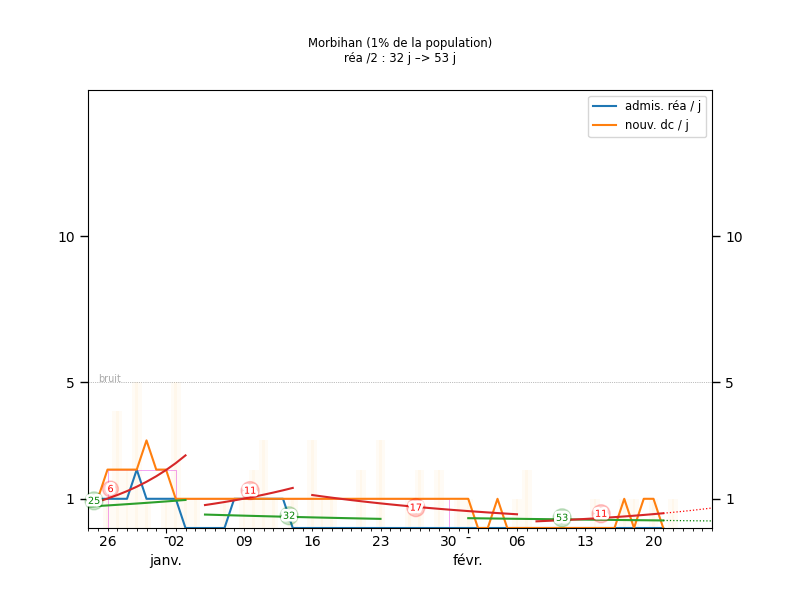 Morbihan (1% de la population)
réa /2 : 32 j –> 53 j
admis. réa / j
nouv. dc / j
10 10
bruit
5 5
6 11 17 11
25 32 53
1 1
26 02 09 16 23 30 06 13 20
janv. févr.